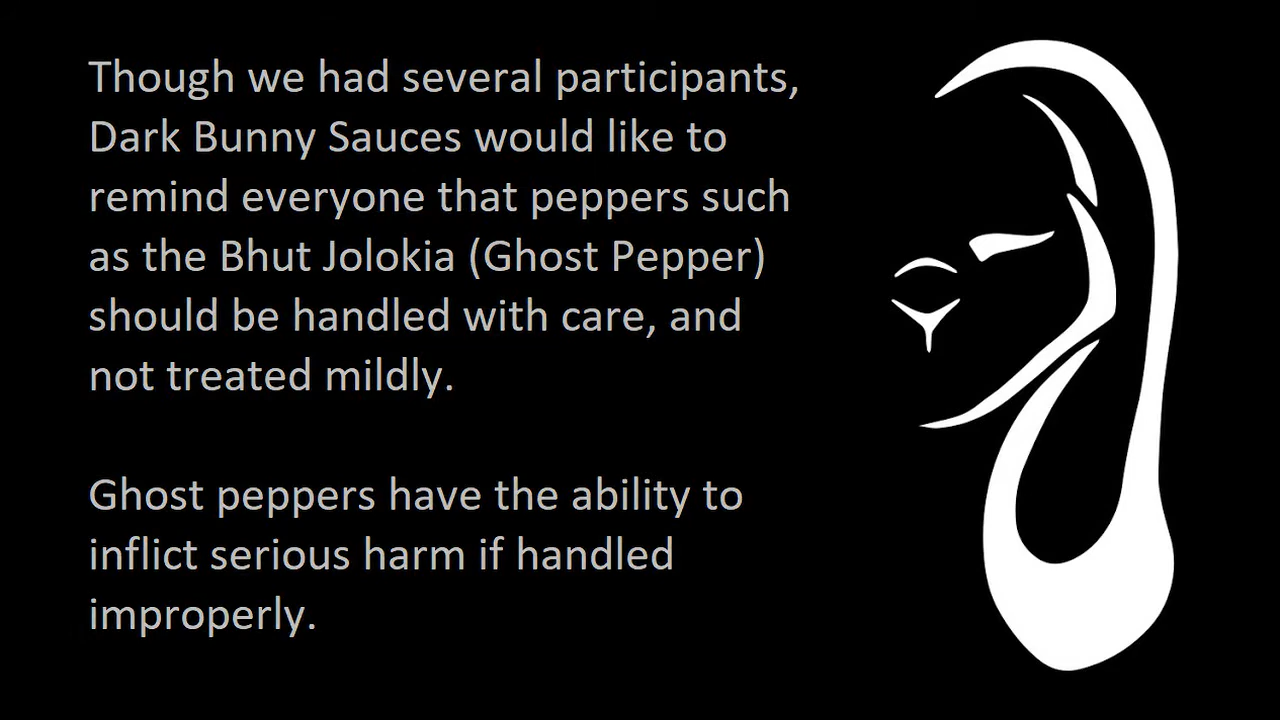 Though we had several participants,
Dark Bunny Sauces would like to
remind everyone that peppers such
as the Bhut Jolokia (Ghost Pepper)
should be handled with care, and
not treated mildly.
Ghost peppers have the ability to
inflict serious harm if handled
improperly.